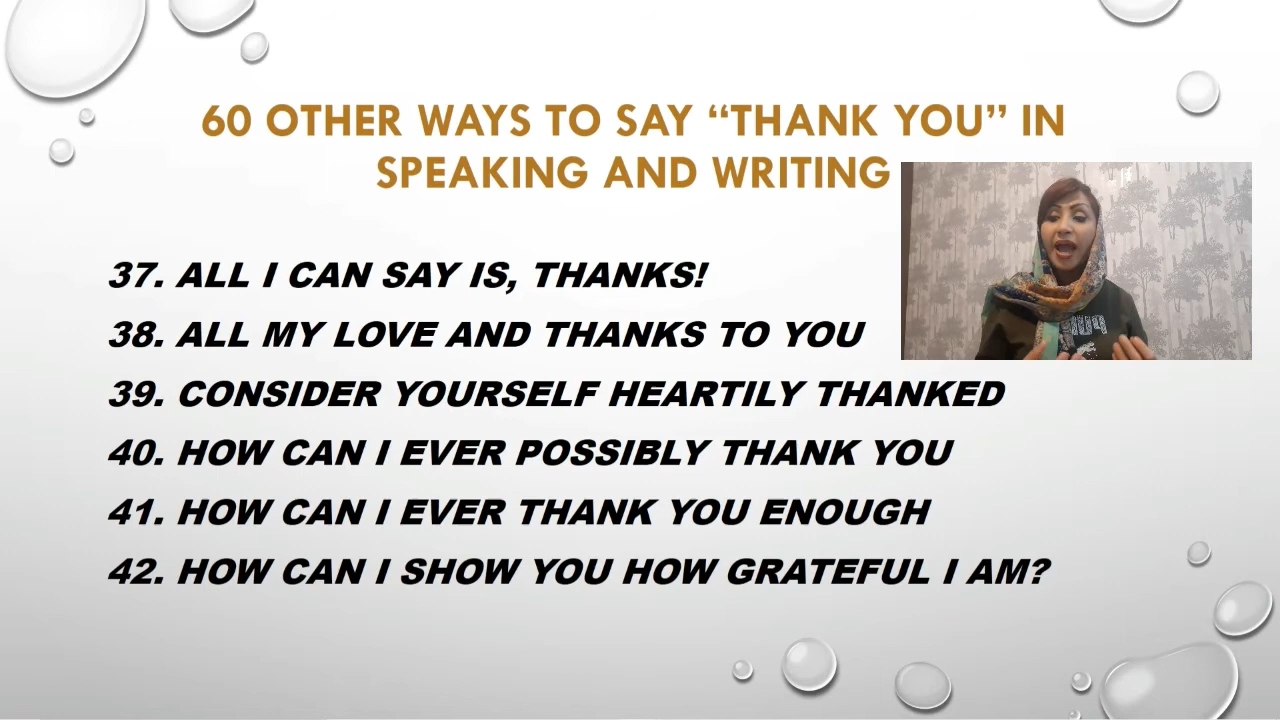 60 OTHER WAYS TO SAY “THANK YOU” IN
SPEAKING AND WRITING
37. ALL I CAN SAY IS, THANKS!
38. ALL MY LOVE AND THANKS TO YOU
39. CONSIDER YOURSELF HEARTILY THANKED
40. HOW CAN I EVER POSSIBLY THANK YOU
41. HOW CAN I EVER THANK YOU ENOUGH
42. HOW CAN I SHOW YOU HOW GRATEFUL I AM?